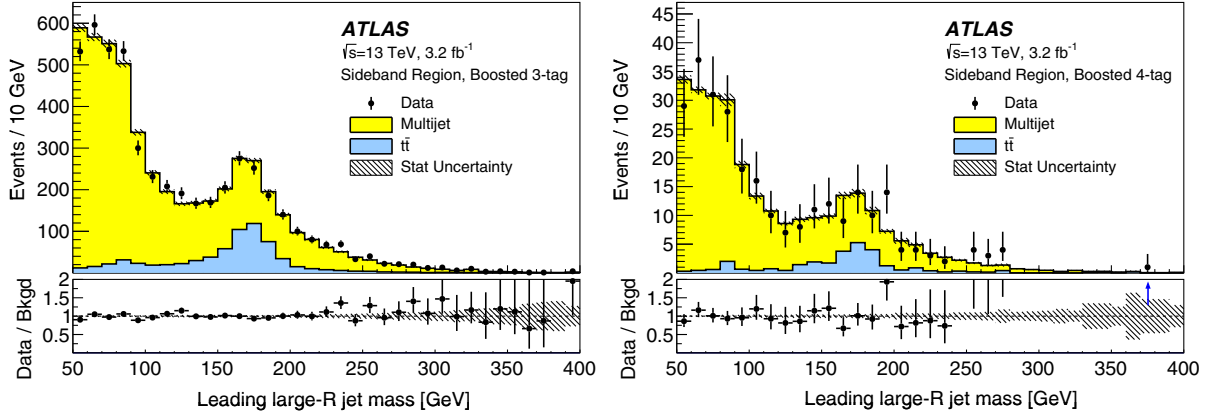 ATLAS
√s=13 TeV, 3.2 fb⁻¹
Sideband Region, Boosted 3-tag
Data
Multijet
tt̄
Stat Uncertainty
Events / 10 GeV
600
500
400
300
200
100
Data / Bkgd
2
1.5
1
0.5
50 100 150 200 250 300 350 400
Leading large-R jet mass [GeV]
ATLAS
√s=13 TeV, 3.2 fb⁻¹
Sideband Region, Boosted 4-tag
Data
Multijet
tt̄
Stat Uncertainty
Events / 10 GeV
45
40
35
30
25
20
15
10
5
Data / Bkgd
2
1.5
1
0.5
50 100 150 200 250 300 350 400
Leading large-R jet mass [GeV]